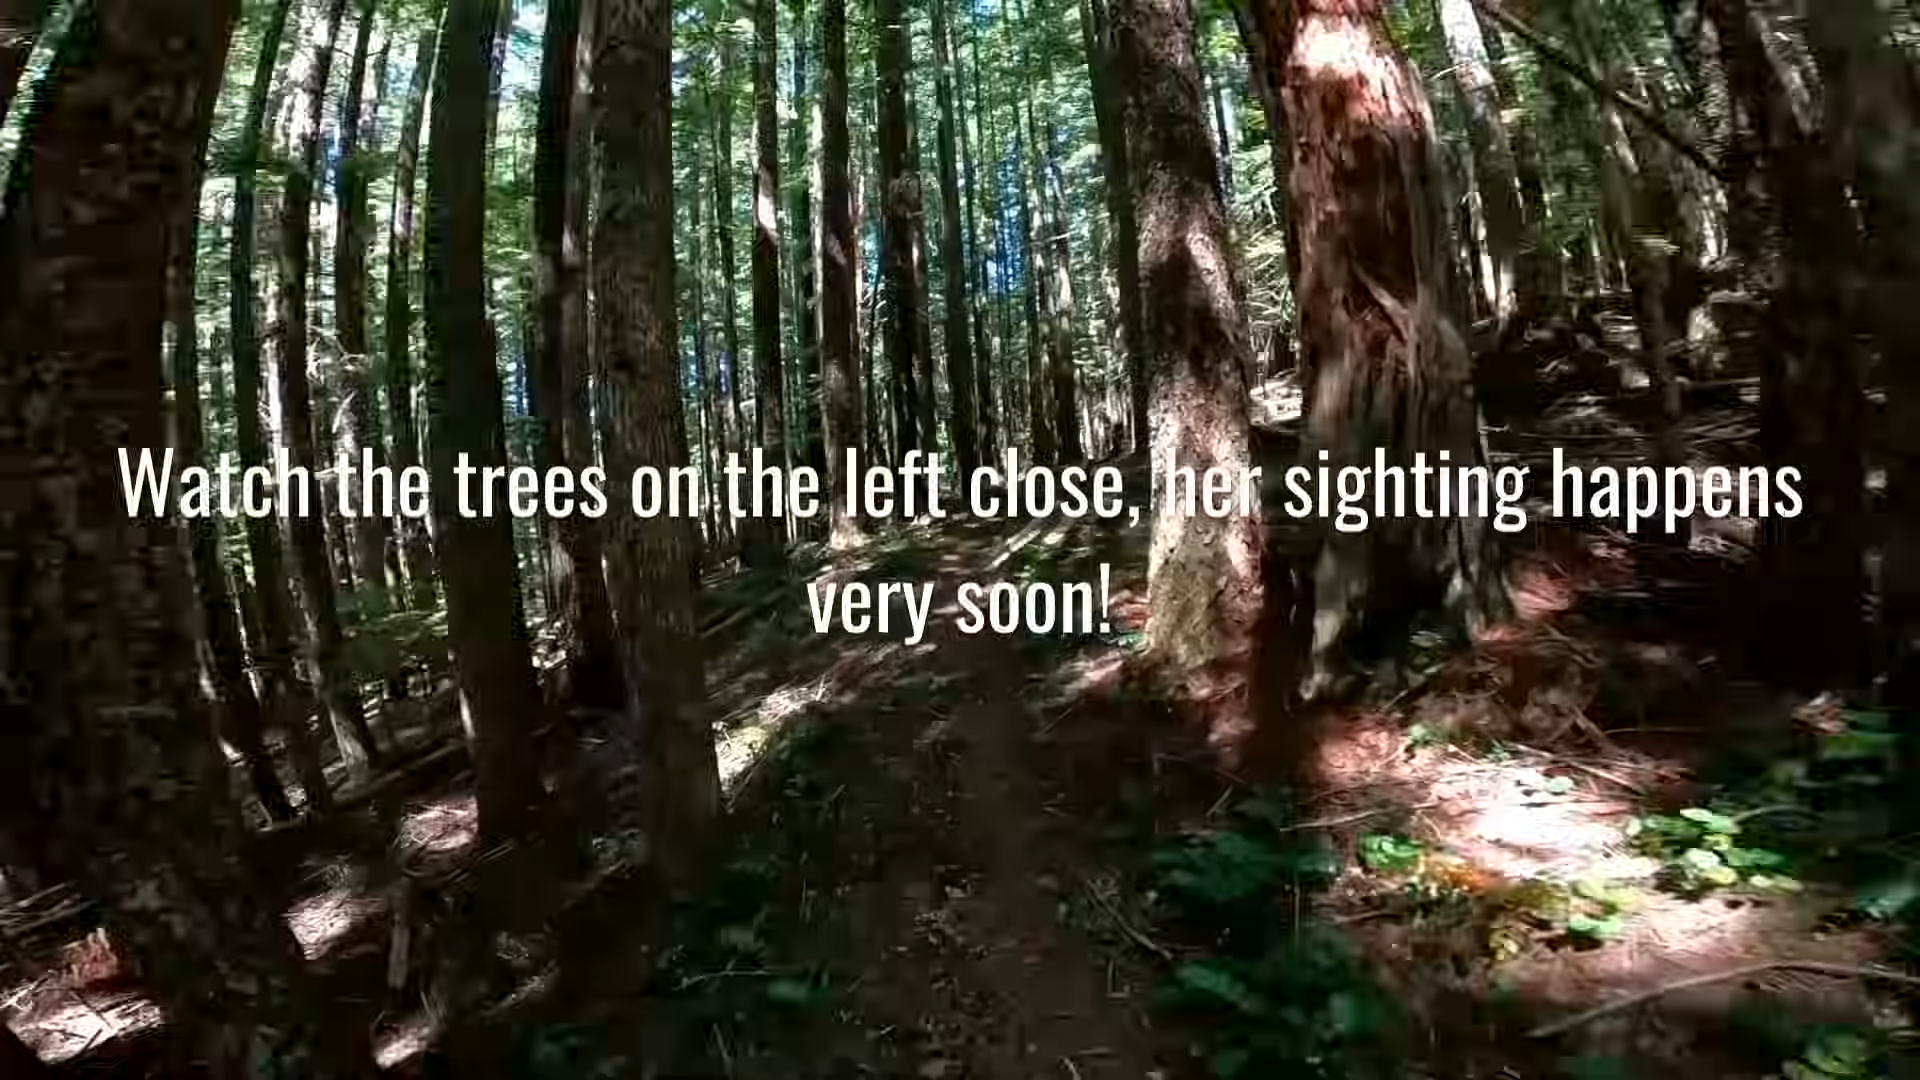 Watch the trees on the left close, her sighting happens
very soon!